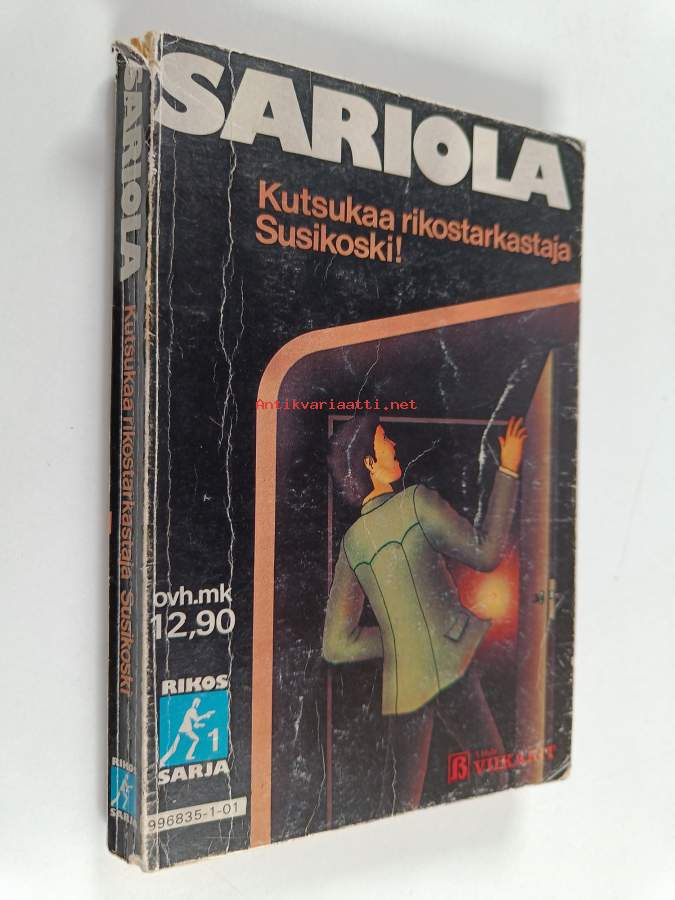 SARIOLA
Kutsukaa rikostarkastaja
Susikoski!
Antikvariaatti.net
ovh.mk
12,90
RIKOS
1
SARJA
996835-1-01
VIIKARIT
SARIOLA Kutsukaa rikostarkastaja Susikoski
RIKOS
SARJA